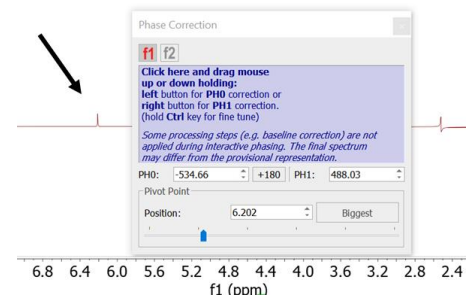 Phase Correction
f1 f2
Click here and drag mouse
up or down holding:
left button for PH0 correction or
right button for PH1 correction.
(hold Ctrl key for fine tune)
Some processing steps (e.g. baseline correction) are not
applied during interactive phasing. The final spectrum
may differ from the provisional representation.
PH0: -534.66 +180 PH1: 488.03
Pivot Point
Position: 6.202 Biggest
6.8 6.4 6.0 5.6 5.2 4.8 4.4 4.0 3.6 3.2 2.8 2.4
f1 (ppm)